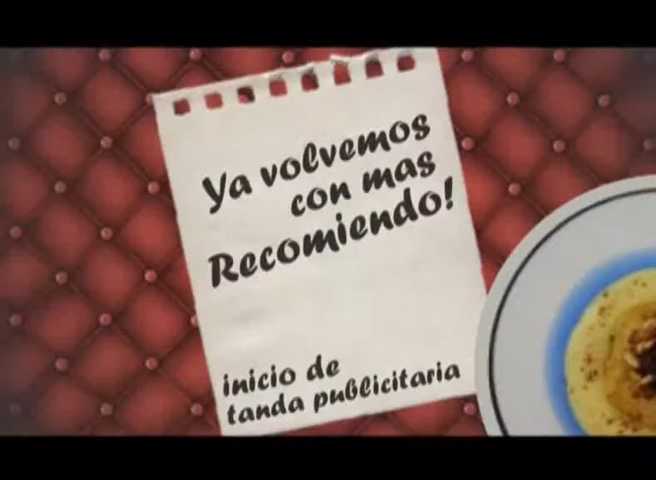 Ya volvemos
con mas
Recomiendo!
inicio de
tanda publicitaria